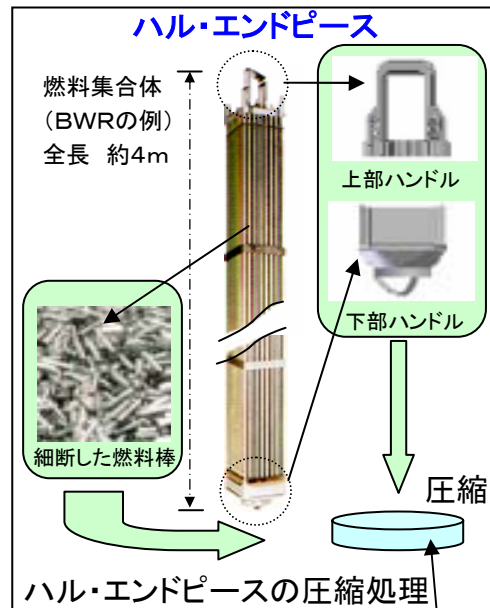 ハル・エンドピース
燃料集合体
（BWRの例）
全長　約4m
上部ハンドル
下部ハンドル
細断した燃料棒
圧縮
ハル・エンドピースの圧縮処理